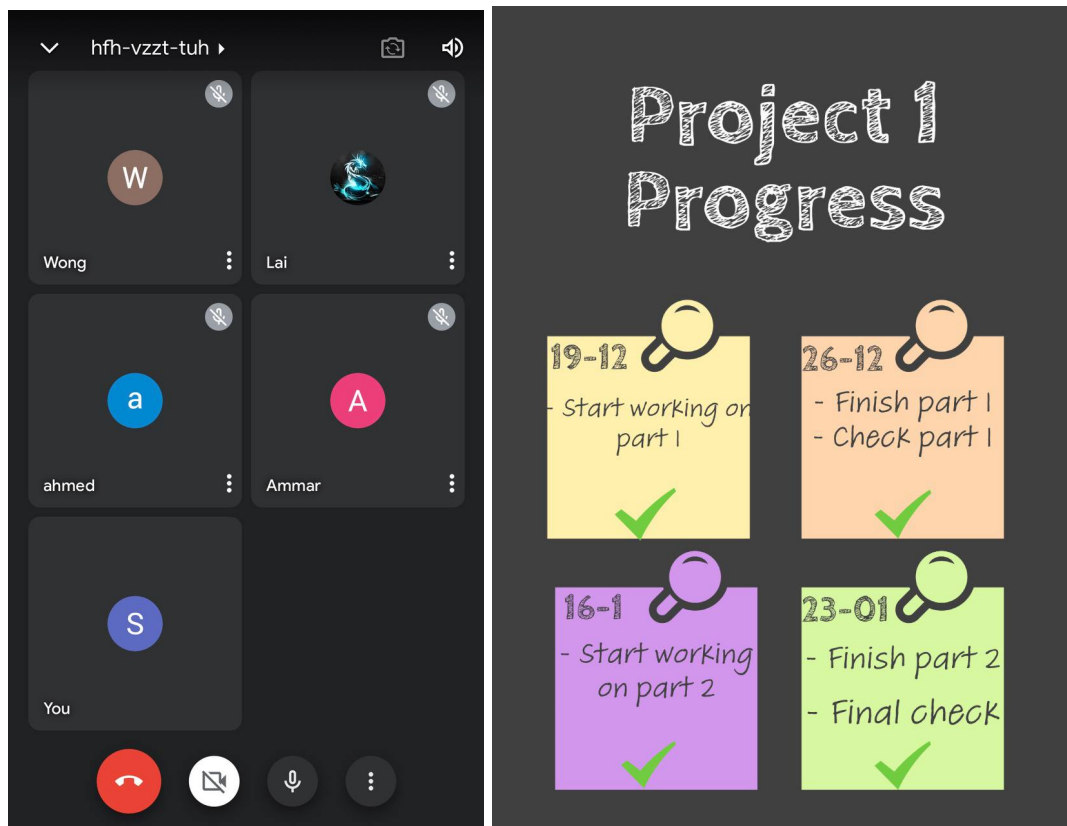 hfh-vzzt-tuh
W
Wong
Lai
a
ahmed
A
Ammar
S
You
Project 1
Progress
19-12
- Start working on
part 1
26-12
- Finish part 1
- Check part 1
16-1
- Start working
on part 2
23-01
- Finish part 2
- Final check